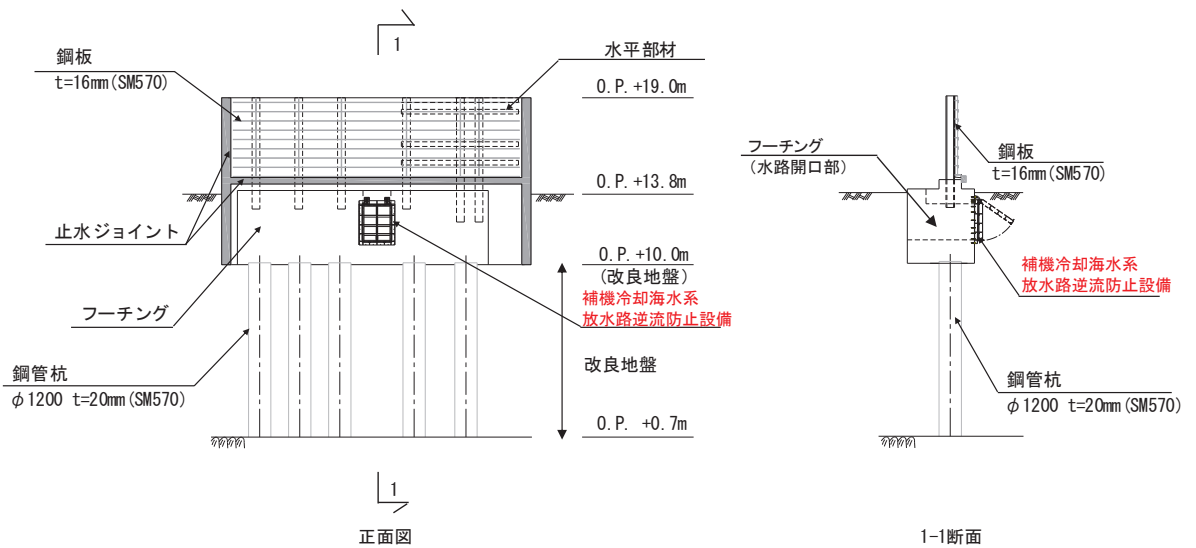 1
鋼板
t=16mm(SM570)
水平部材
O.P.+19.0m
O.P.+13.8m
止水ジョイント
O.P.+10.0m
(改良地盤)
補機冷却海水系
放水路逆流防止設備
フーチング
改良地盤
鋼管杭
φ1200 t=20mm(SM570)
O.P. +0.7m
1
正面図
フーチング
(水路開口部)
鋼板
t=16mm(SM570)
補機冷却海水系
放水路逆流防止設備
鋼管杭
φ1200 t=20mm(SM570)
1-1断面